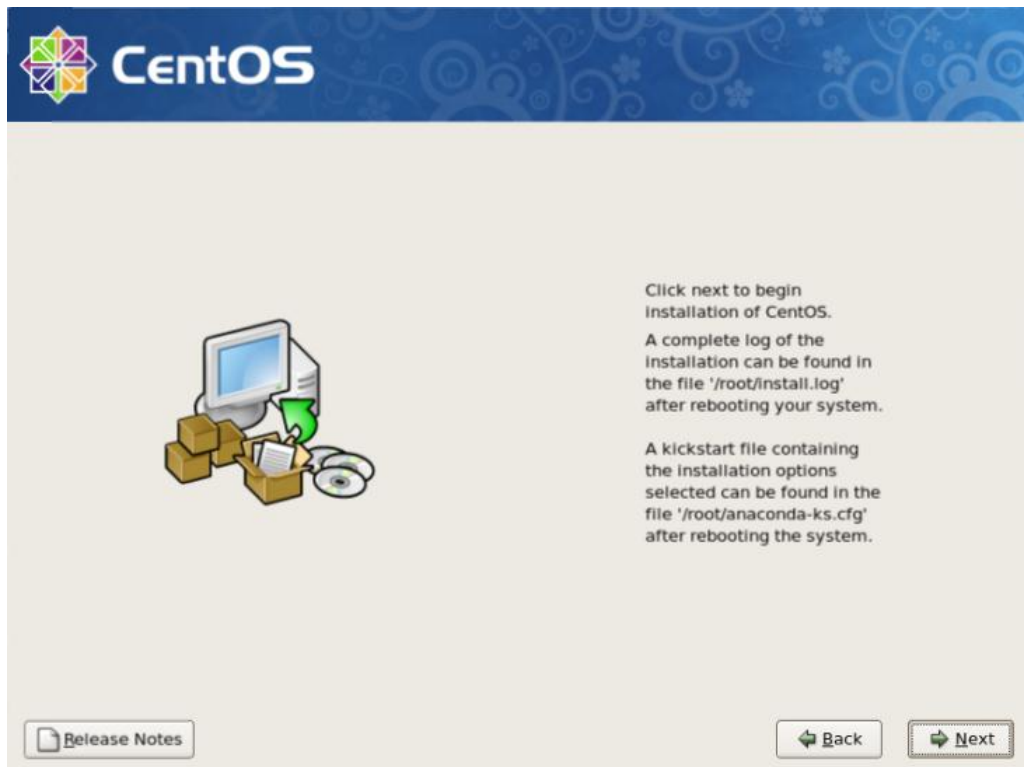 CentOS
Click next to begin
installation of CentOS.
A complete log of the
installation can be found in
the file '/root/install.log'
after rebooting your system.
A kickstart file containing
the installation options
selected can be found in the
file '/root/anaconda-ks.cfg'
after rebooting the system.
Release Notes
Back
Next